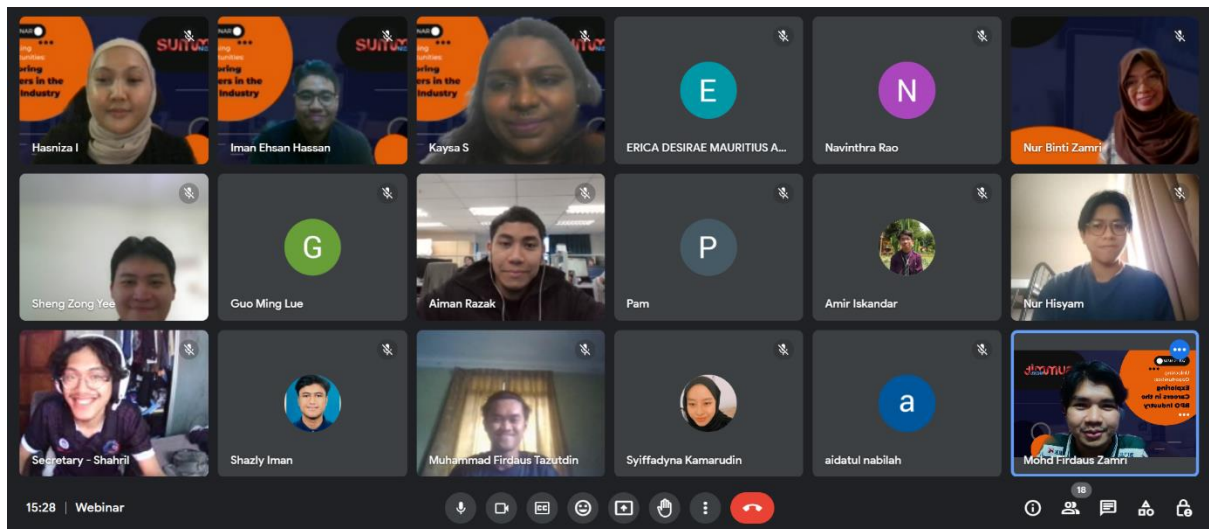 Hasniza I
Iman Ehsan Hassan
Kaysa S
E
ERICA DESIRAE MAURITIUS A...
N
Navinthra Rao
Nur Binti Zamri
Sheng Zong Yee
G
Guo Ming Lue
Aiman Razak
P
Pam
Amir Iskandar
Nur Hisyam
Secretary - Shahril
Shazly Iman
Muhammad Firdaus Tazutdin
Syiffadyna Kamarudin
a
aidatul nabilah
Exploring
Careers in the
BPO Industry
Mohd Firdaus Zamri
15:28 | Webinar
18